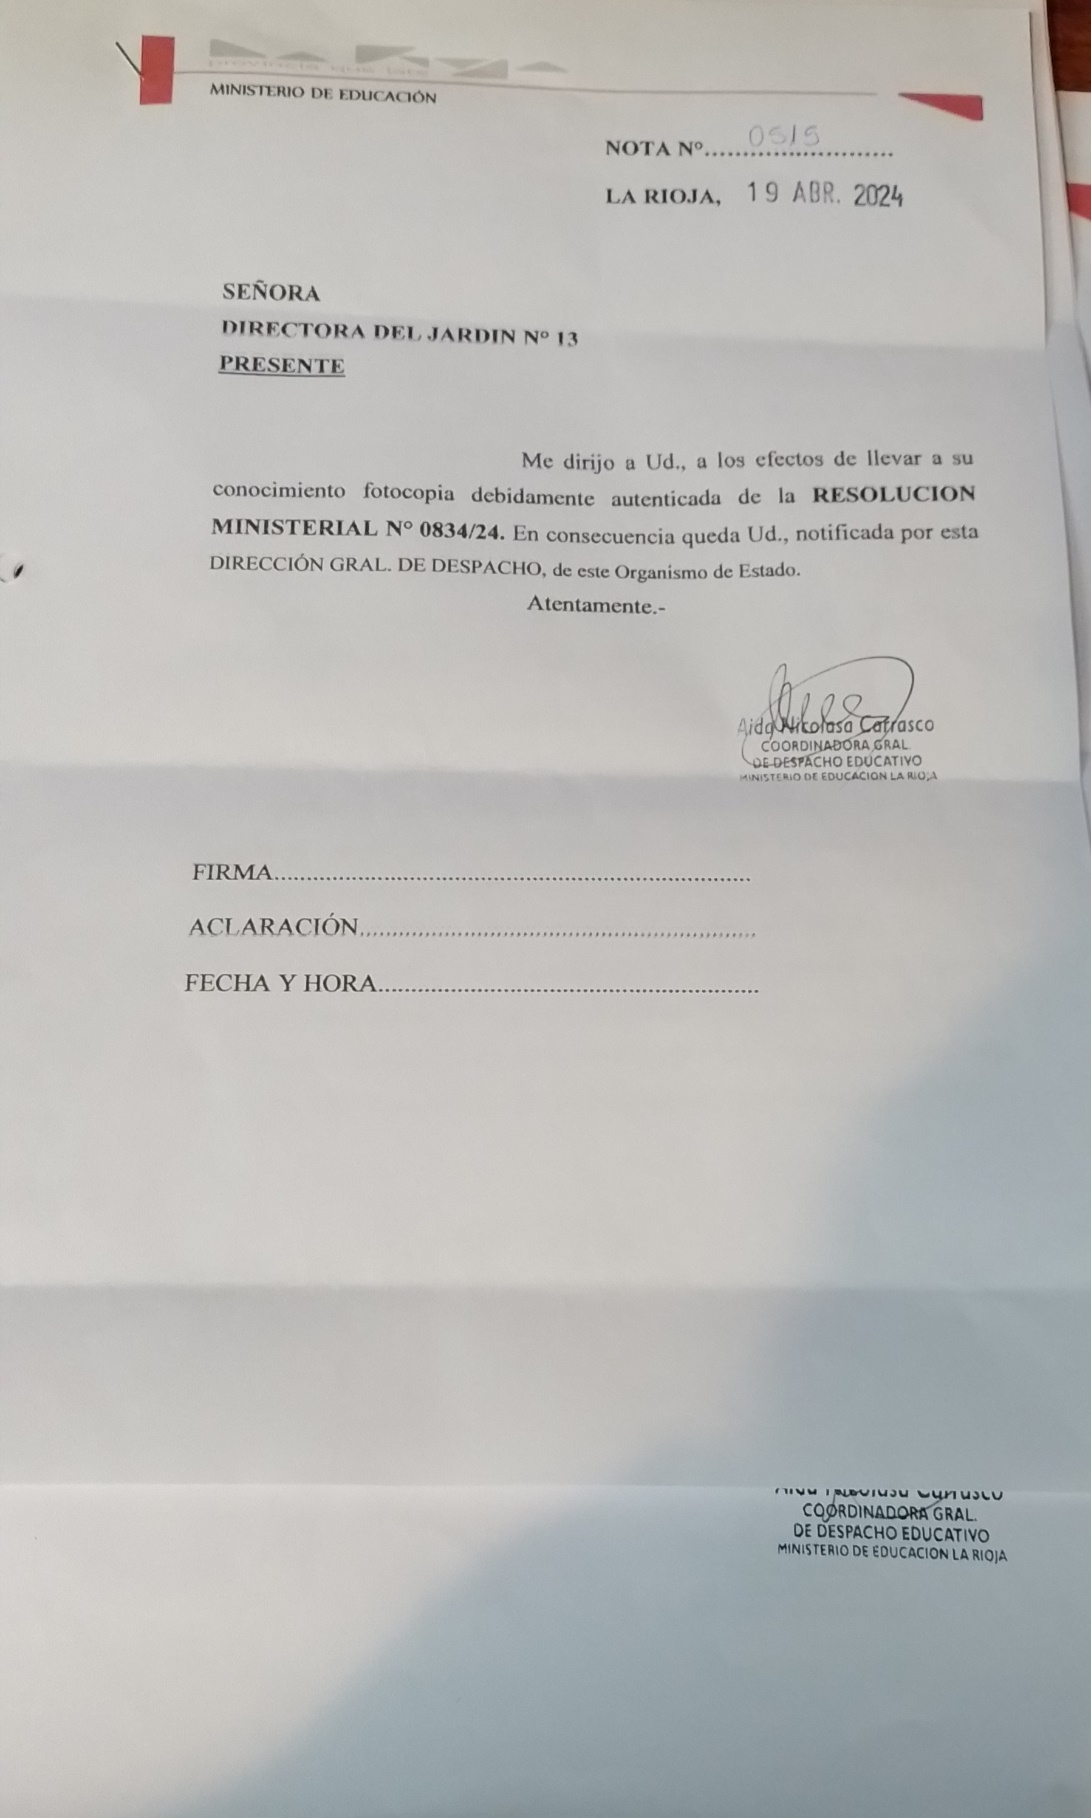 MINISTERIO DE EDUCACIÓN
NOTA Nº.......................... 0515
LA RIOJA, 19 ABR. 2024
SEÑORA
DIRECTORA DEL JARDIN Nº 13
PRESENTE
Me dirijo a Ud., a los efectos de llevar a su
conocimiento fotocopia debidamente autenticada de la RESOLUCION
MINISTERIAL N° 0834/24. En consecuencia queda Ud., notificada por esta
DIRECCIÓN GRAL. DE DESPACHO, de este Organismo de Estado.
Atentamente.-
Aida Nicolasa Carrasco
COORDINADORA GRAL.
DE DESPACHO EDUCATIVO
MINISTERIO DE EDUCACION LA RIOJA
FIRMA........................................................................
ACLARACIÓN............................................................
FECHA Y HORA..........................................................
COORDINADORA GRAL.
DE DESPACHO EDUCATIVO
MINISTERIO DE EDUCACION LA RIOJA